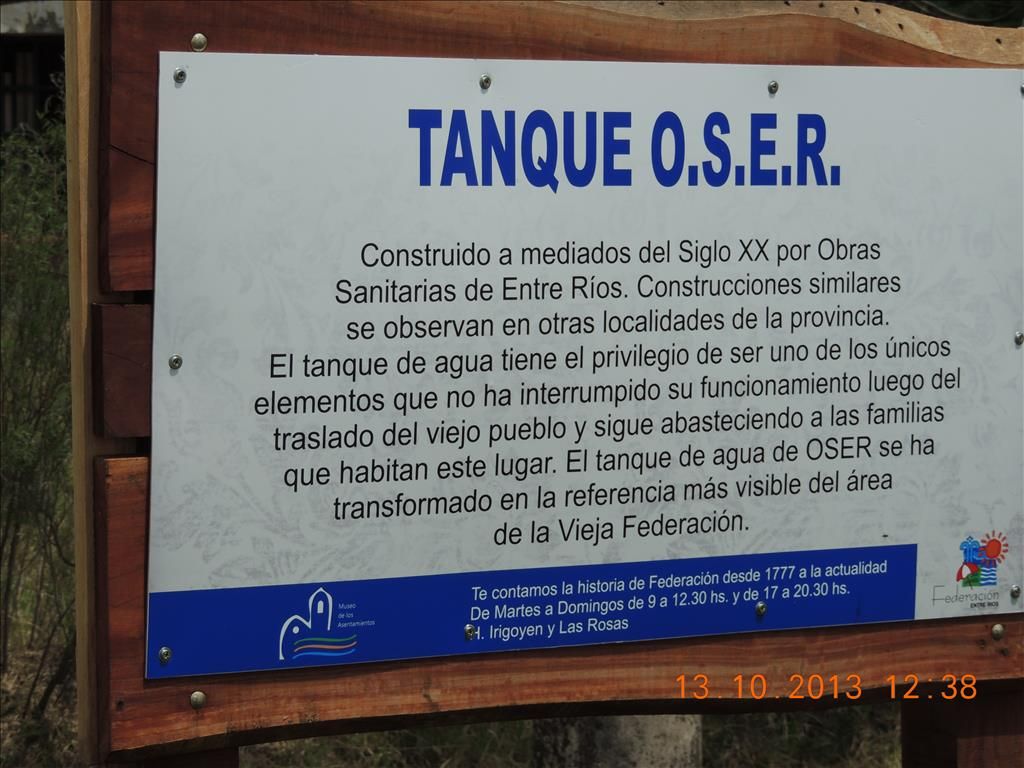 TANQUE O.S.E.R.
Construido a mediados del Siglo XX por Obras
Sanitarias de Entre Ríos. Construcciones similares
se observan en otras localidades de la provincia.
El tanque de agua tiene el privilegio de ser uno de los únicos
elementos que no ha interrumpido su funcionamiento luego del
traslado del viejo pueblo y sigue abasteciendo a las familias
que habitan este lugar. El tanque de agua de OSER se ha
transformado en la referencia más visible del área
de la Vieja Federación.
Museo
de los
Asentamientos
Te contamos la historia de Federación desde 1777 a la actualidad
De Martes a Domingos de 9 a 12.30 hs. y de 17 a 20.30 hs.
H. Irigoyen y Las Rosas
Federación
ENTRE RIOS
13.10.2013 12:38